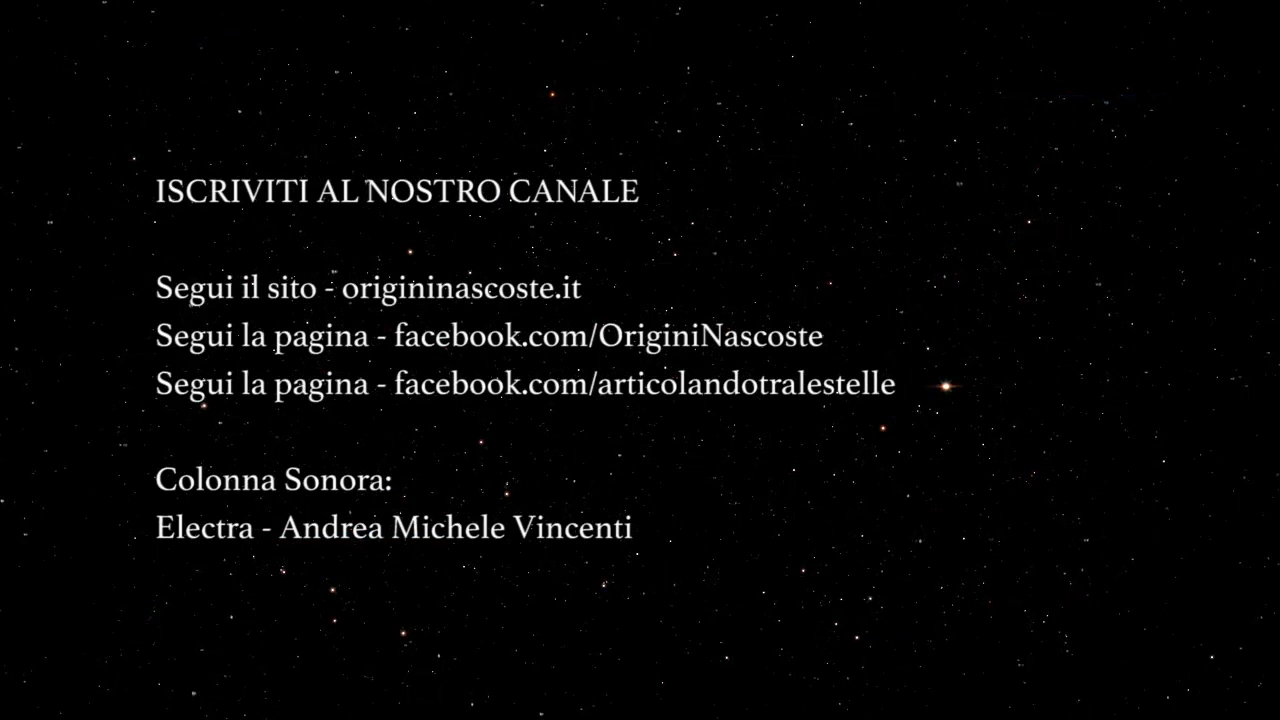 ISCRIVITI AL NOSTRO CANALE
Segui il sito - origininascoste.it
Segui la pagina - facebook.com/OriginiNascoste
Segui la pagina - facebook.com/articolandotralestelle
Colonna Sonora:
Electra - Andrea Michele Vincenti